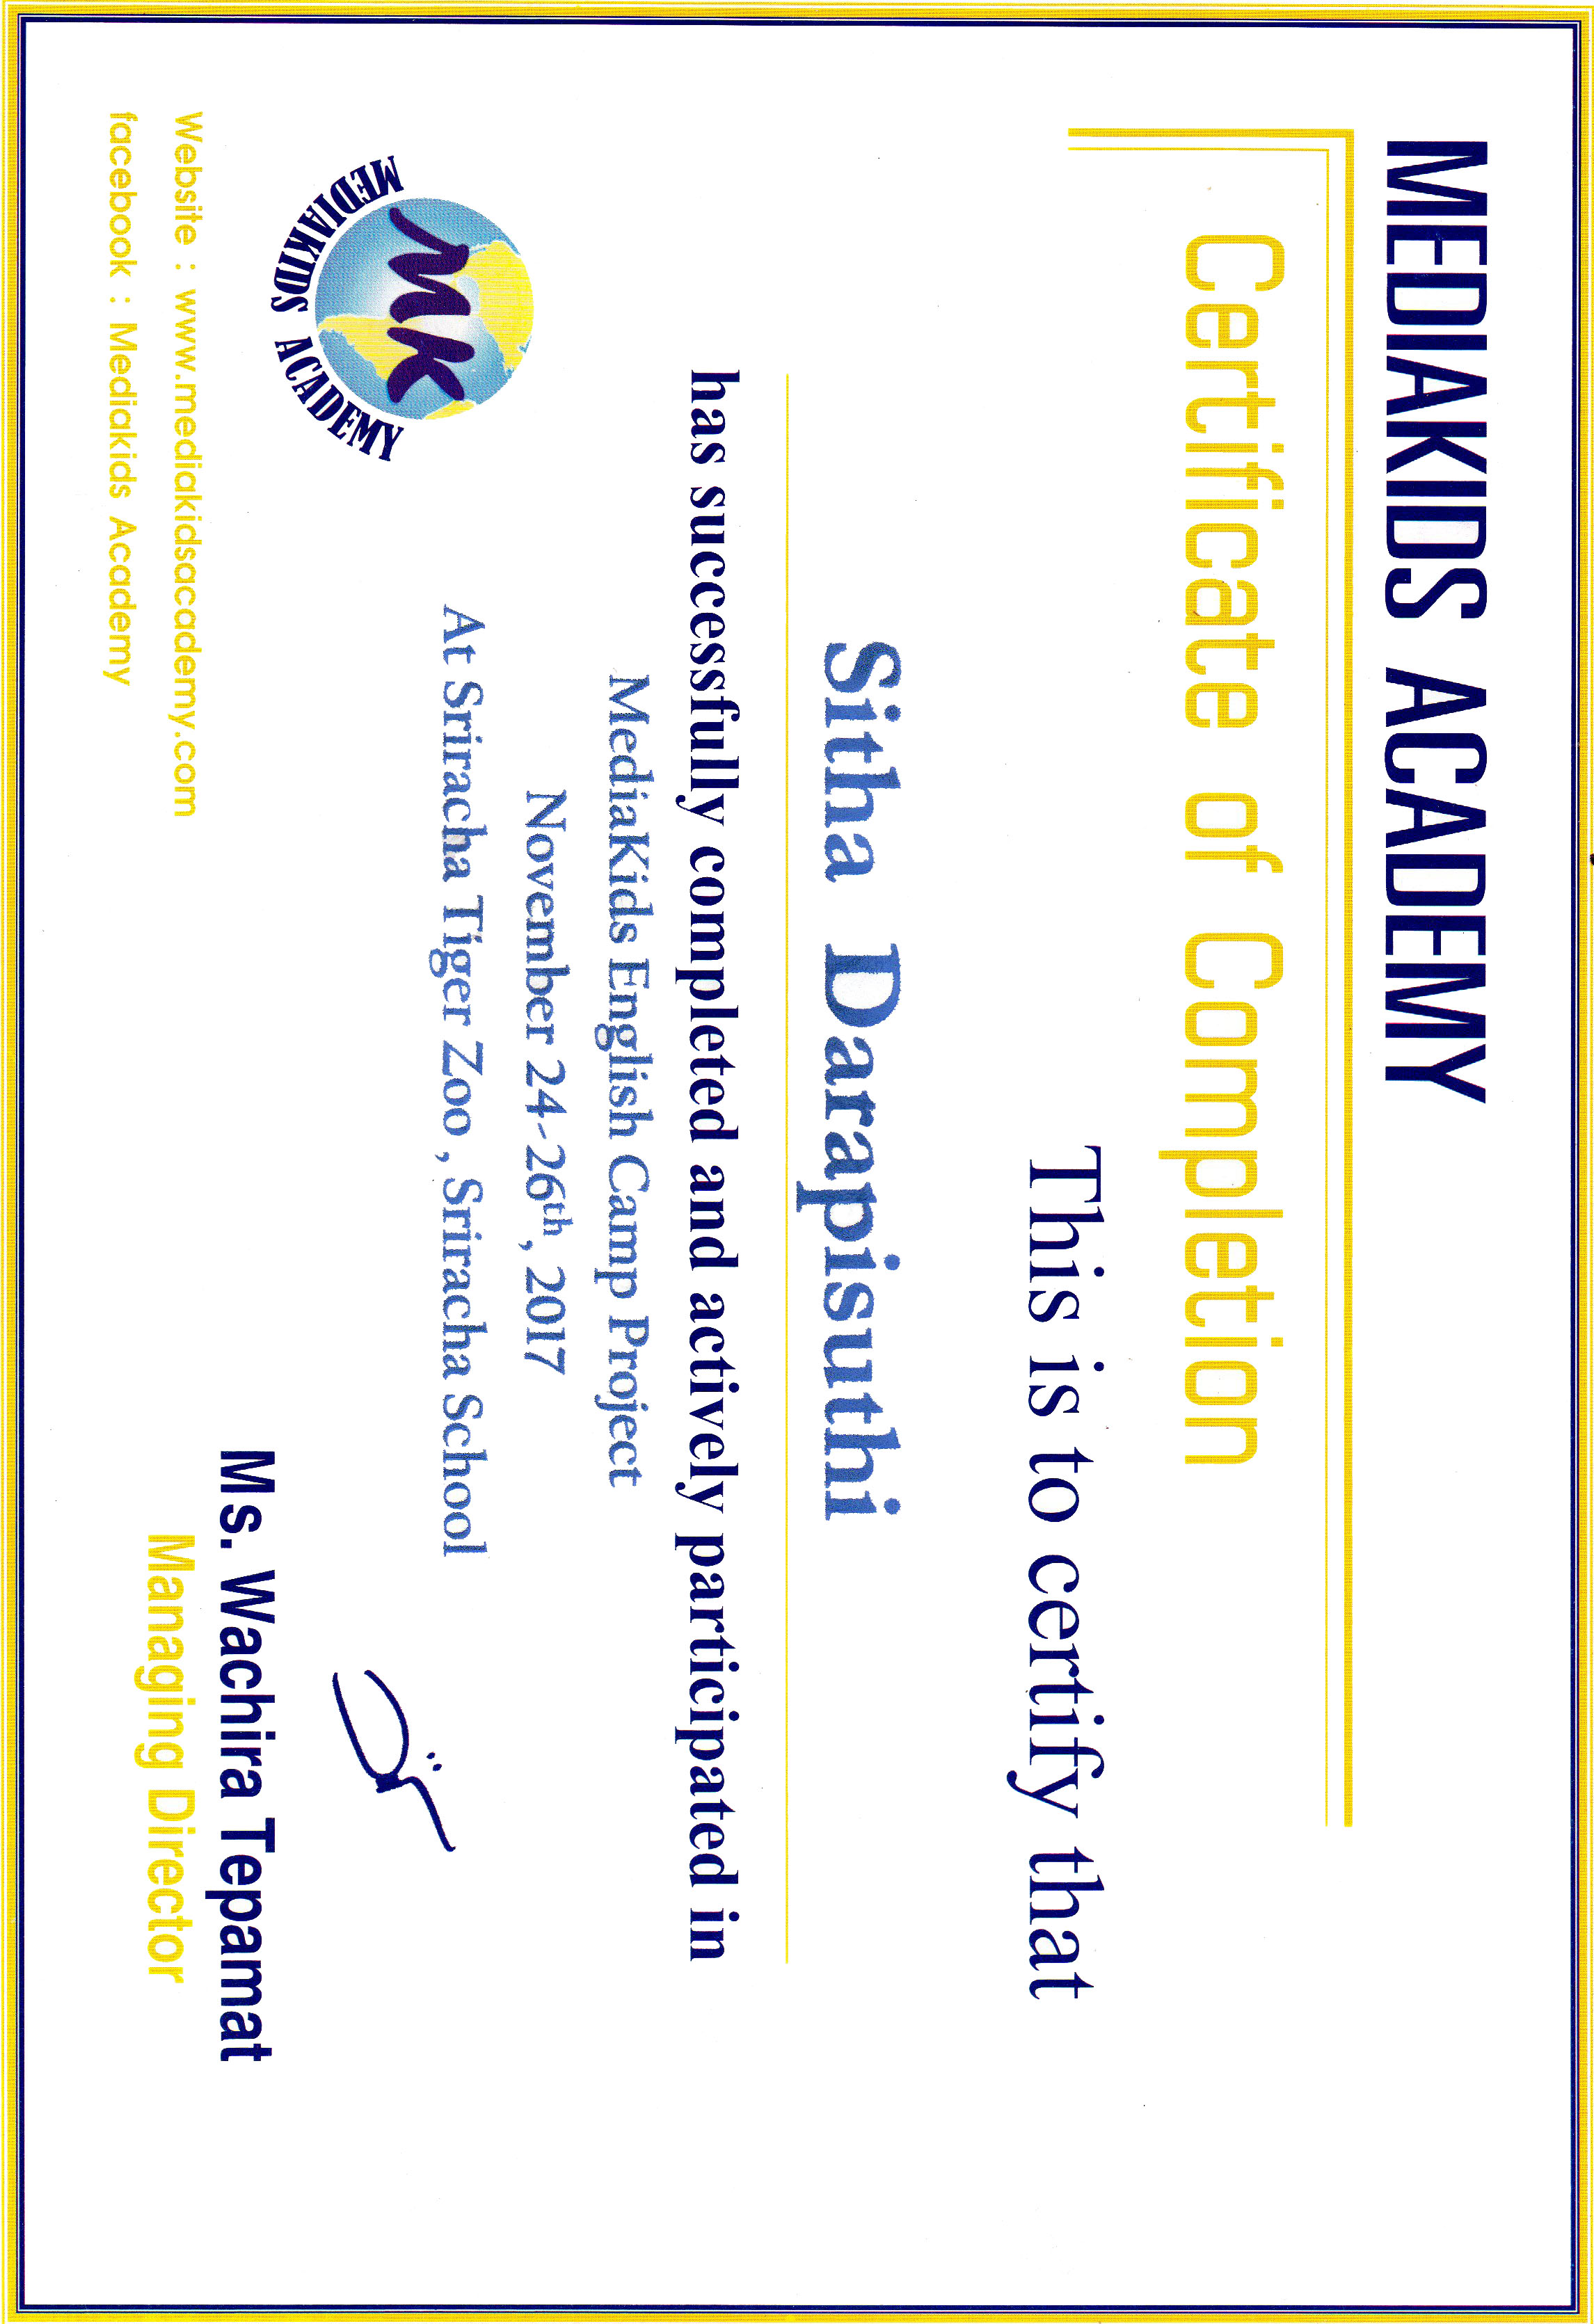 MEDIAKIDS ACADEMY
Certificate of Completion
This is to certify that
Sitha Darapisuthi
has successfully completed and actively participated in
MediaKids English Camp Project
November 24-26th, 2017
At Sriracha Tiger Zoo , Sriracha School
MK
MEDIAKIDS ACADEMY
Ms. Wachira Tepamat
Managing Director
Website : www.mediakidsacademy.com
facebook : Mediakids Academy